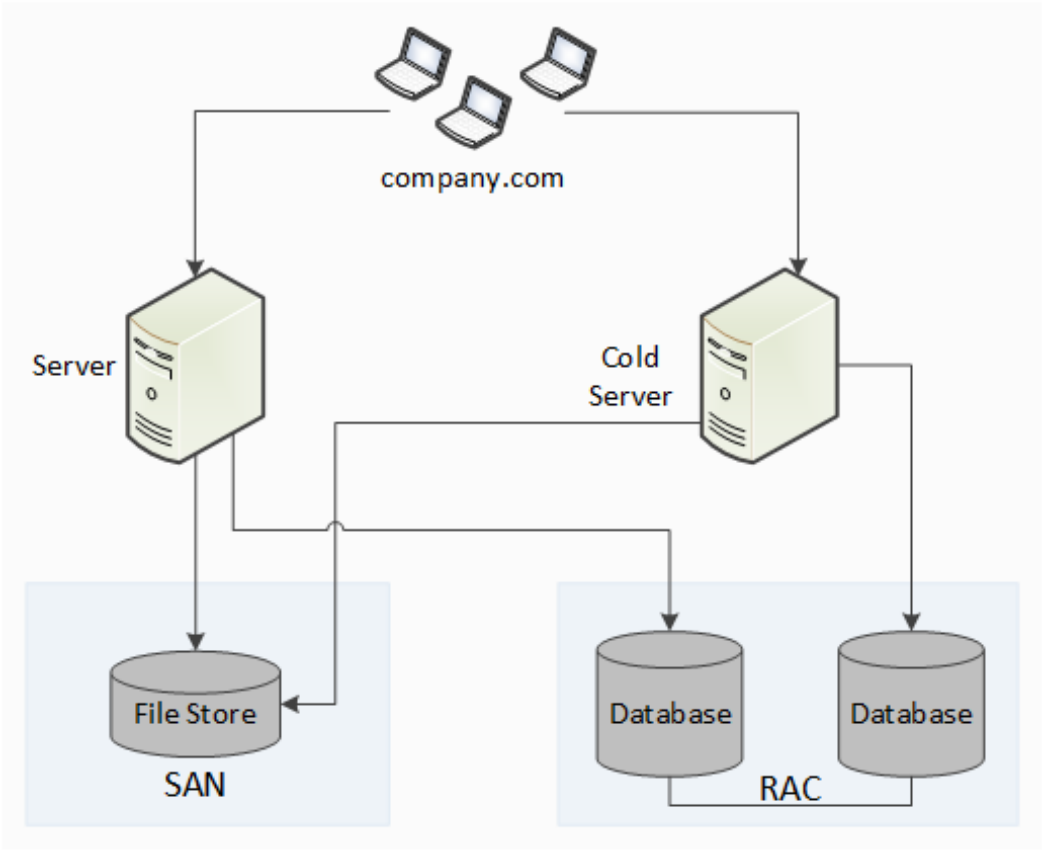 company.com
Server
Cold
Server
File Store
SAN
Database
Database
RAC